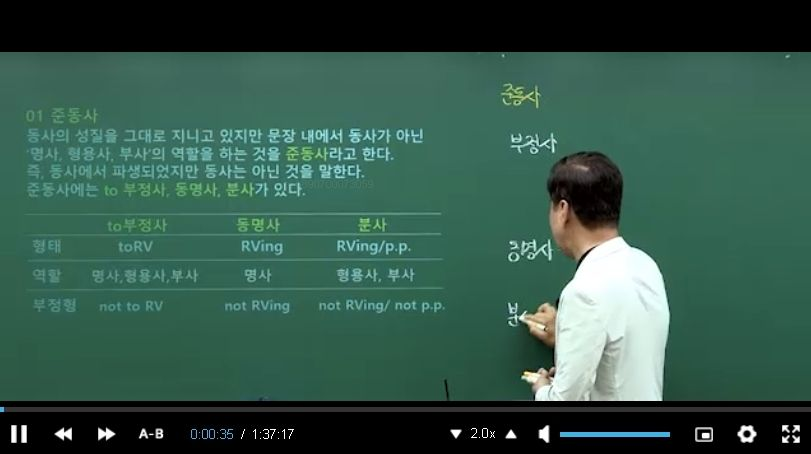 준동사
01 준동사
동사의 성질을 그대로 지니고 있지만 문장 내에서 동사가 아닌
'명사, 형용사, 부사'의 역할을 하는 것을 준동사라고 한다.
즉, 동사에서 파생되었지만 동사는 아닌 것을 말한다.
준동사에는 to 부정사, 동명사, 분사가 있다.
부정사
to부정사 동명사 분사
형태 toRV RVing RVing/p.p.
역할 명사,형용사,부사 명사 형용사, 부사
부정형 not to RV not RVing not RVing/ not p.p.
동명사
A-B 0:00:35 / 1:37:17 2.0x